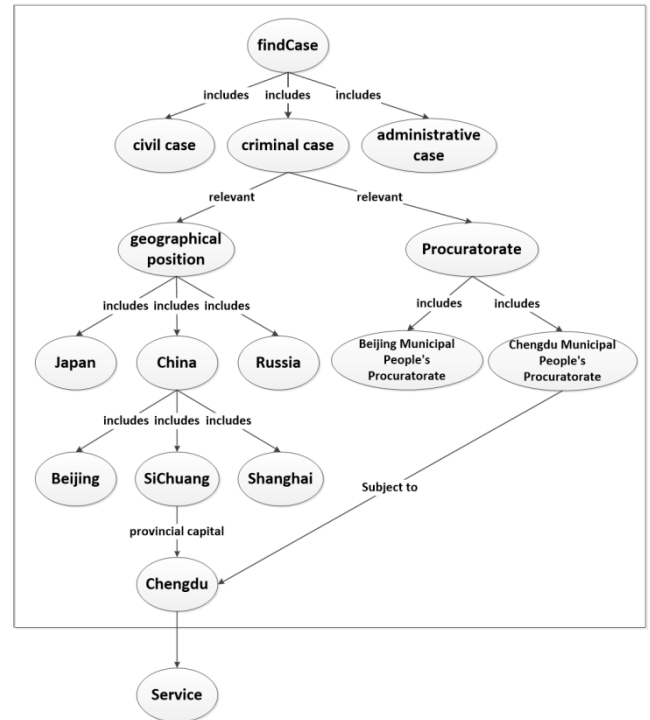 findCase
includes
includes
includes
civil case
criminal case
administrative
case
relevant
relevant
geographical
position
Procuratorate
includes
includes
includes
includes
includes
Japan
China
Russia
Beijing Municipal
People's
Procuratorate
Chengdu Municipal
People's
Procuratorate
includes
includes
includes
Beijing
SiChuang
Shanghai
Subject to
provincial capital
Chengdu
Service